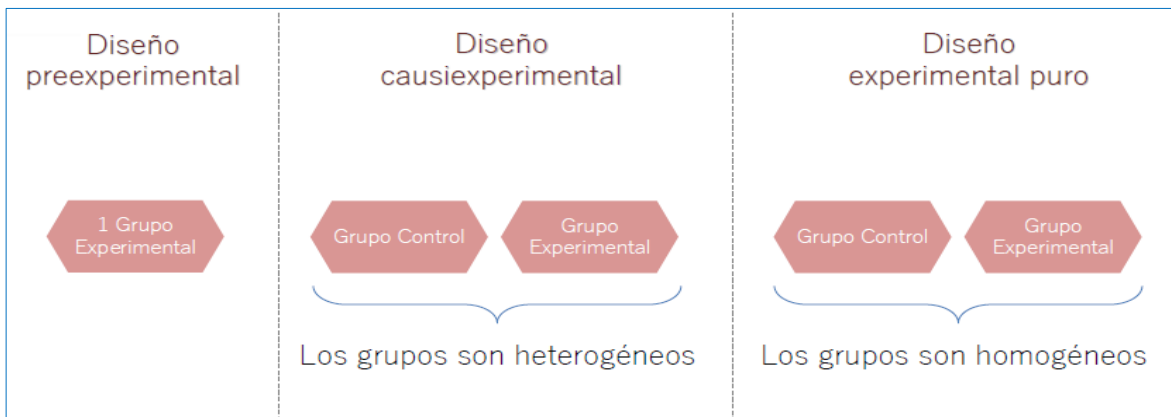 Diseño
preexperimental
1 Grupo
Experimental
Diseño
causiexperimental
Grupo Control
Grupo
Experimental
Los grupos son heterogéneos
Diseño
experimental puro
Grupo Control
Grupo
Experimental
Los grupos son homogéneos